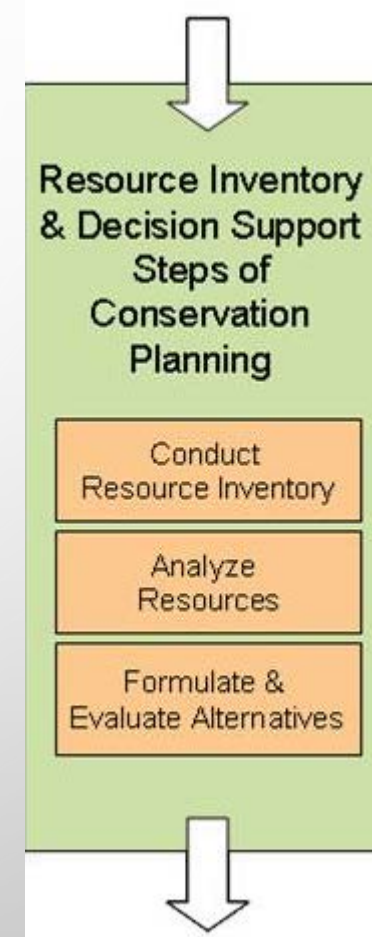 Resource Inventory
& Decision Support
Steps of
Conservation
Planning
Conduct
Resource Inventory
Analyze
Resources
Formulate &
Evaluate Alternatives